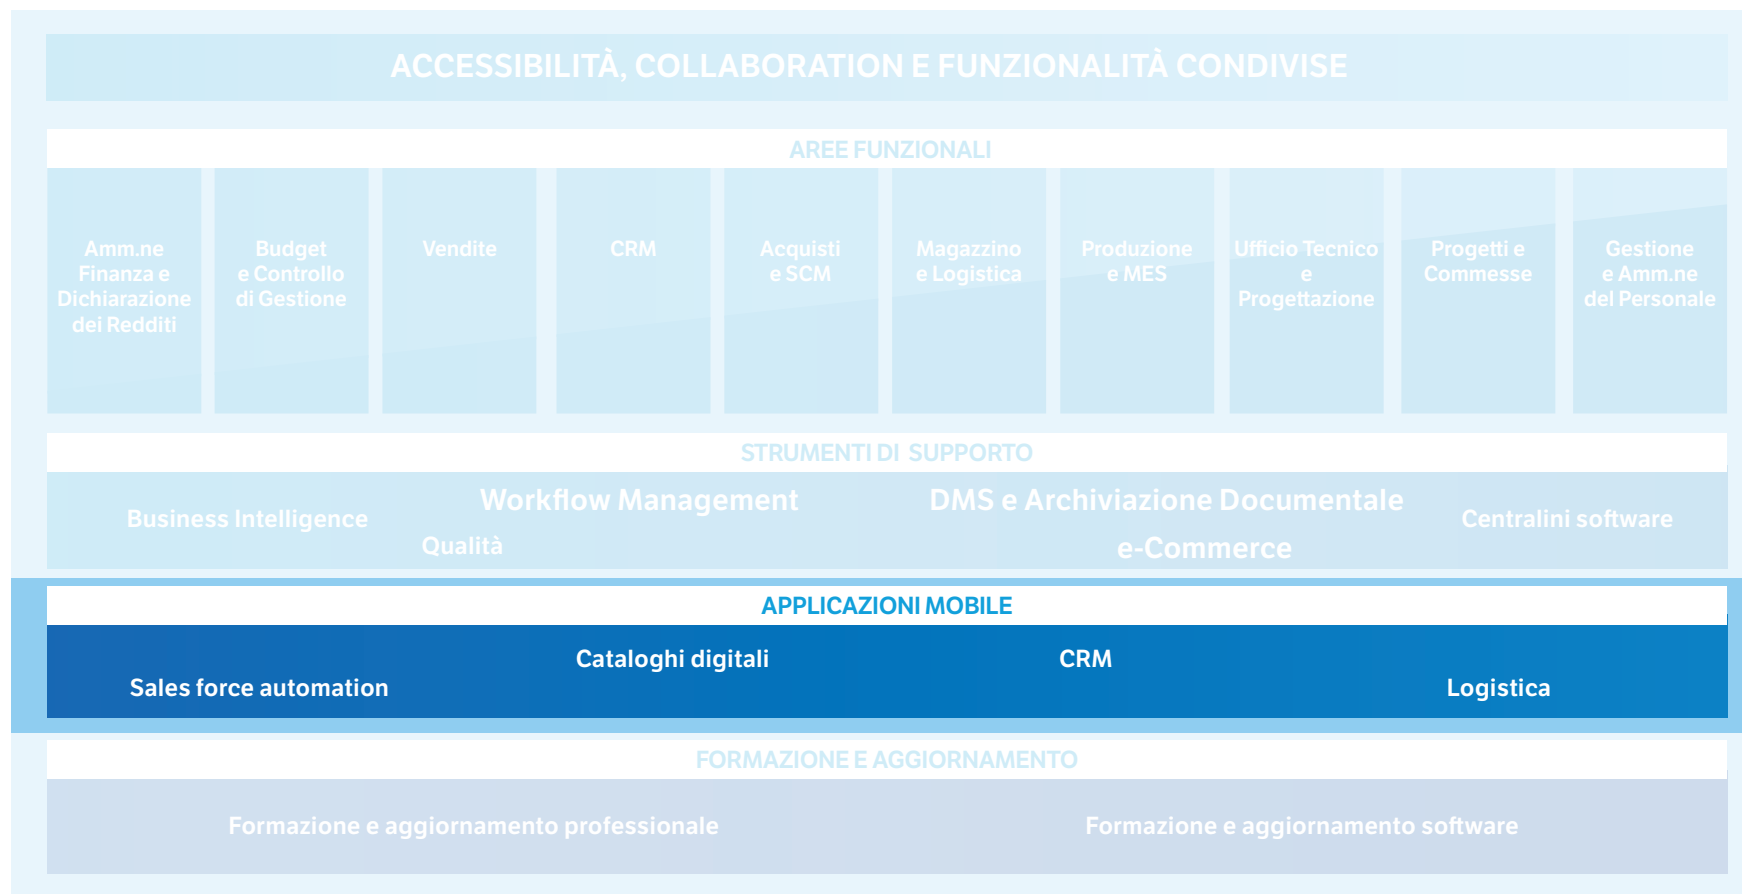 ACCESSIBILITÀ, COLLABORATION E FUNZIONALITÀ CONDIVISE
AREE FUNZIONALI
Amm.ne
Finanza e
Dichiarazione
dei Redditi
Budget
e Controllo
di Gestione
Vendite
CRM
Acquisti
e SCM
Magazzino
e Logistica
Produzione
e MES
Ufficio Tecnico
e
Progettazione
Progetti e
Commesse
Gestione
e Amm.ne
del Personale
STRUMENTI DI SUPPORTO
Business Intelligence
Qualità
Workflow Management
DMS e Archiviazione Documentale
e-Commerce
Centralini software
APPLICAZIONI MOBILE
Sales force automation
Cataloghi digitali
CRM
Logistica
FORMAZIONE E AGGIORNAMENTO
Formazione e aggiornamento professionale
Formazione e aggiornamento software